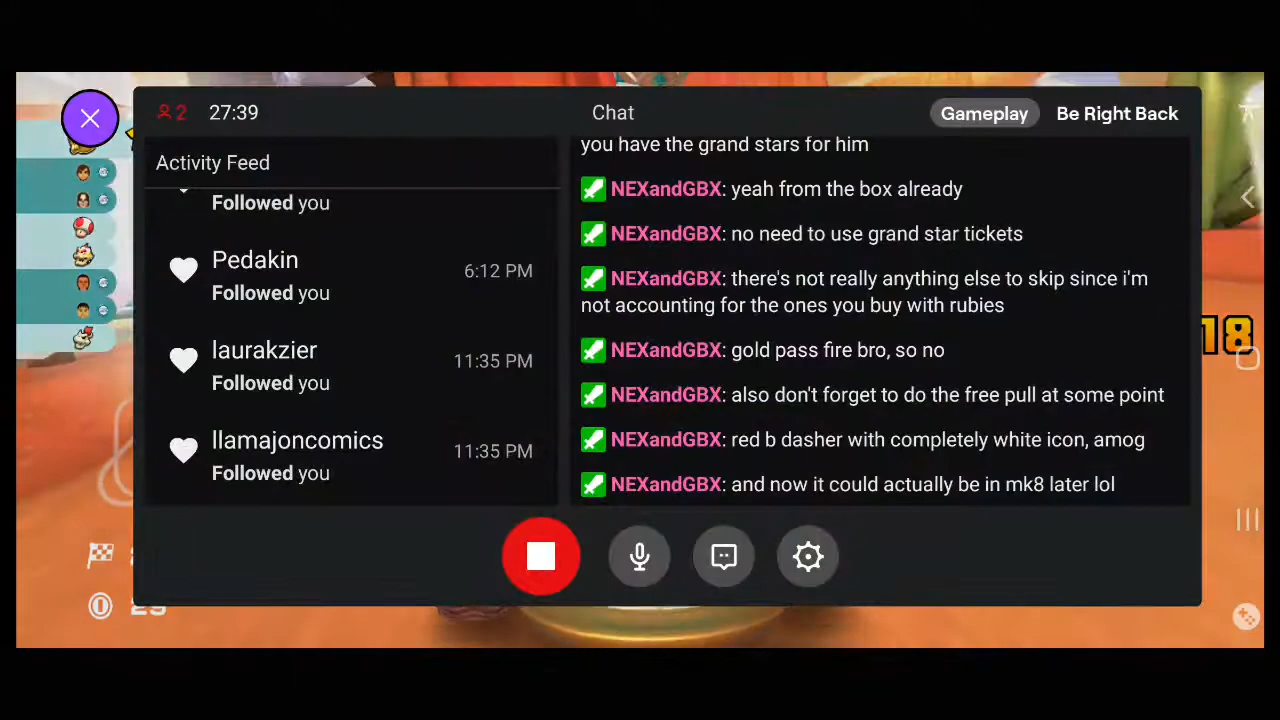 2 27:39
Chat
Gameplay
Be Right Back
Activity Feed
Followed you
Pedakin
Followed you
6:12 PM
laurakzier
Followed you
11:35 PM
llamajoncomics
Followed you
11:35 PM
you have the grand stars for him
NEXandGBX: yeah from the box already
NEXandGBX: no need to use grand star tickets
NEXandGBX: there's not really anything else to skip since i'm
not accounting for the ones you buy with rubies
NEXandGBX: gold pass fire bro, so no
NEXandGBX: also don't forget to do the free pull at some point
NEXandGBX: red b dasher with completely white icon, amog
NEXandGBX: and now it could actually be in mk8 later lol
18